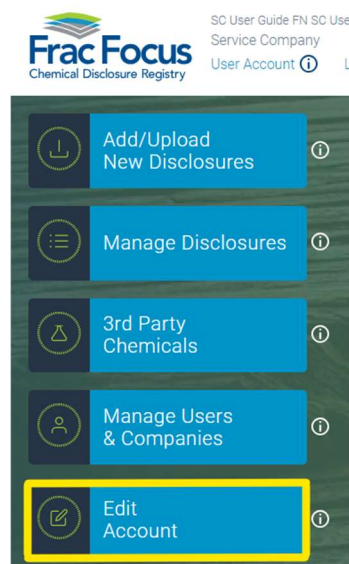 SC User Guide FN SC Use
Frac Focus
Chemical Disclosure Registry
Service Company
User Account
Add/Upload
New Disclosures
Manage Disclosures
3rd Party
Chemicals
Manage Users
& Companies
Edit
Account